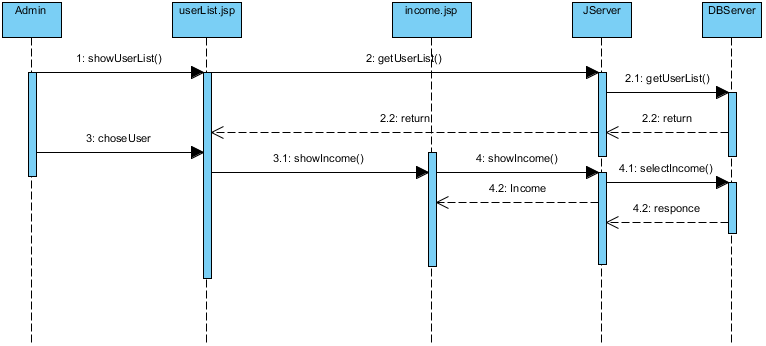 Admin
userList.jsp
income.jsp
JServer
DBServer
1: showUserList()
2: getUserList()
2.1: getUserList()
2.2: return
2.2: return
3: choseUser
3.1: showIncome()
4: showIncome()
4.1: selectIncome()
4.2: Income
4.2: responce